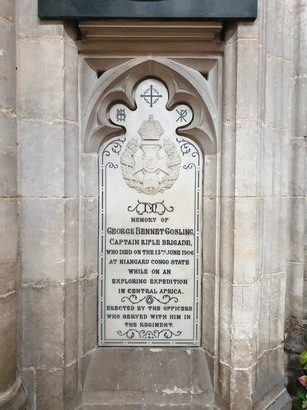 IHS
IN
MEMORY OF
GEORGE BENNET GOSLING,
CAPTAIN RIFLE BRIGADE,
WHO DIED ON THE 13TH JUNE 1906
AT NIANGARU CONGO STATE
WHILE ON AN
EXPLORING EXPEDITION
IN CENTRAL AFRICA.
ERECTED BY THE OFFICERS
WHO SERVED WITH HIM IN
THE REGIMENT.